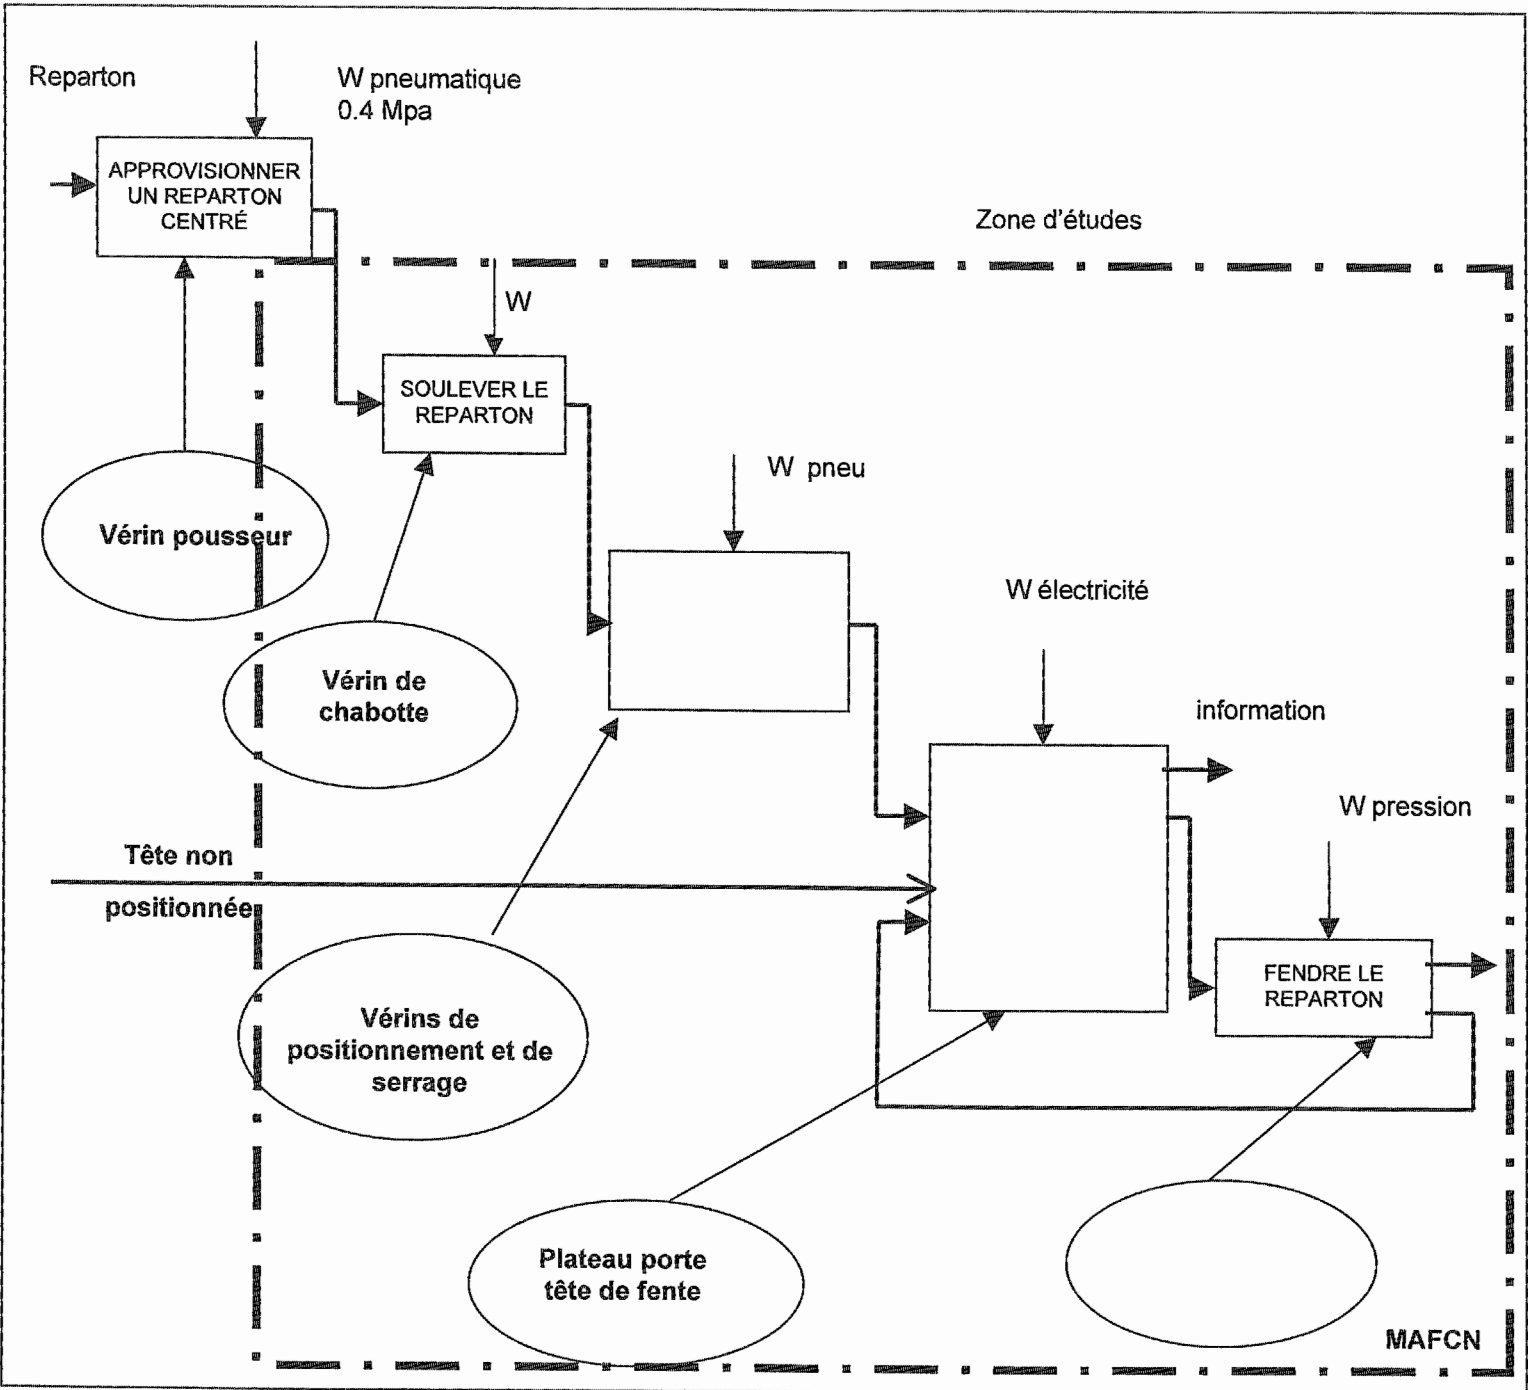 Reparton
W pneumatique
0.4 Mpa
APPROVISIONNER
UN REPARTON
CENTRÉ
Zone d'études
W
SOULEVER LE
REPARTON
W pneu
Vérin pousseur
W électricité
Vérin de
chabotte
information
W pression
Tête non
positionnée
FENDRE LE
REPARTON
Vérins de
positionnement et de
serrage
Plateau porte
tête de fente
MAFCN